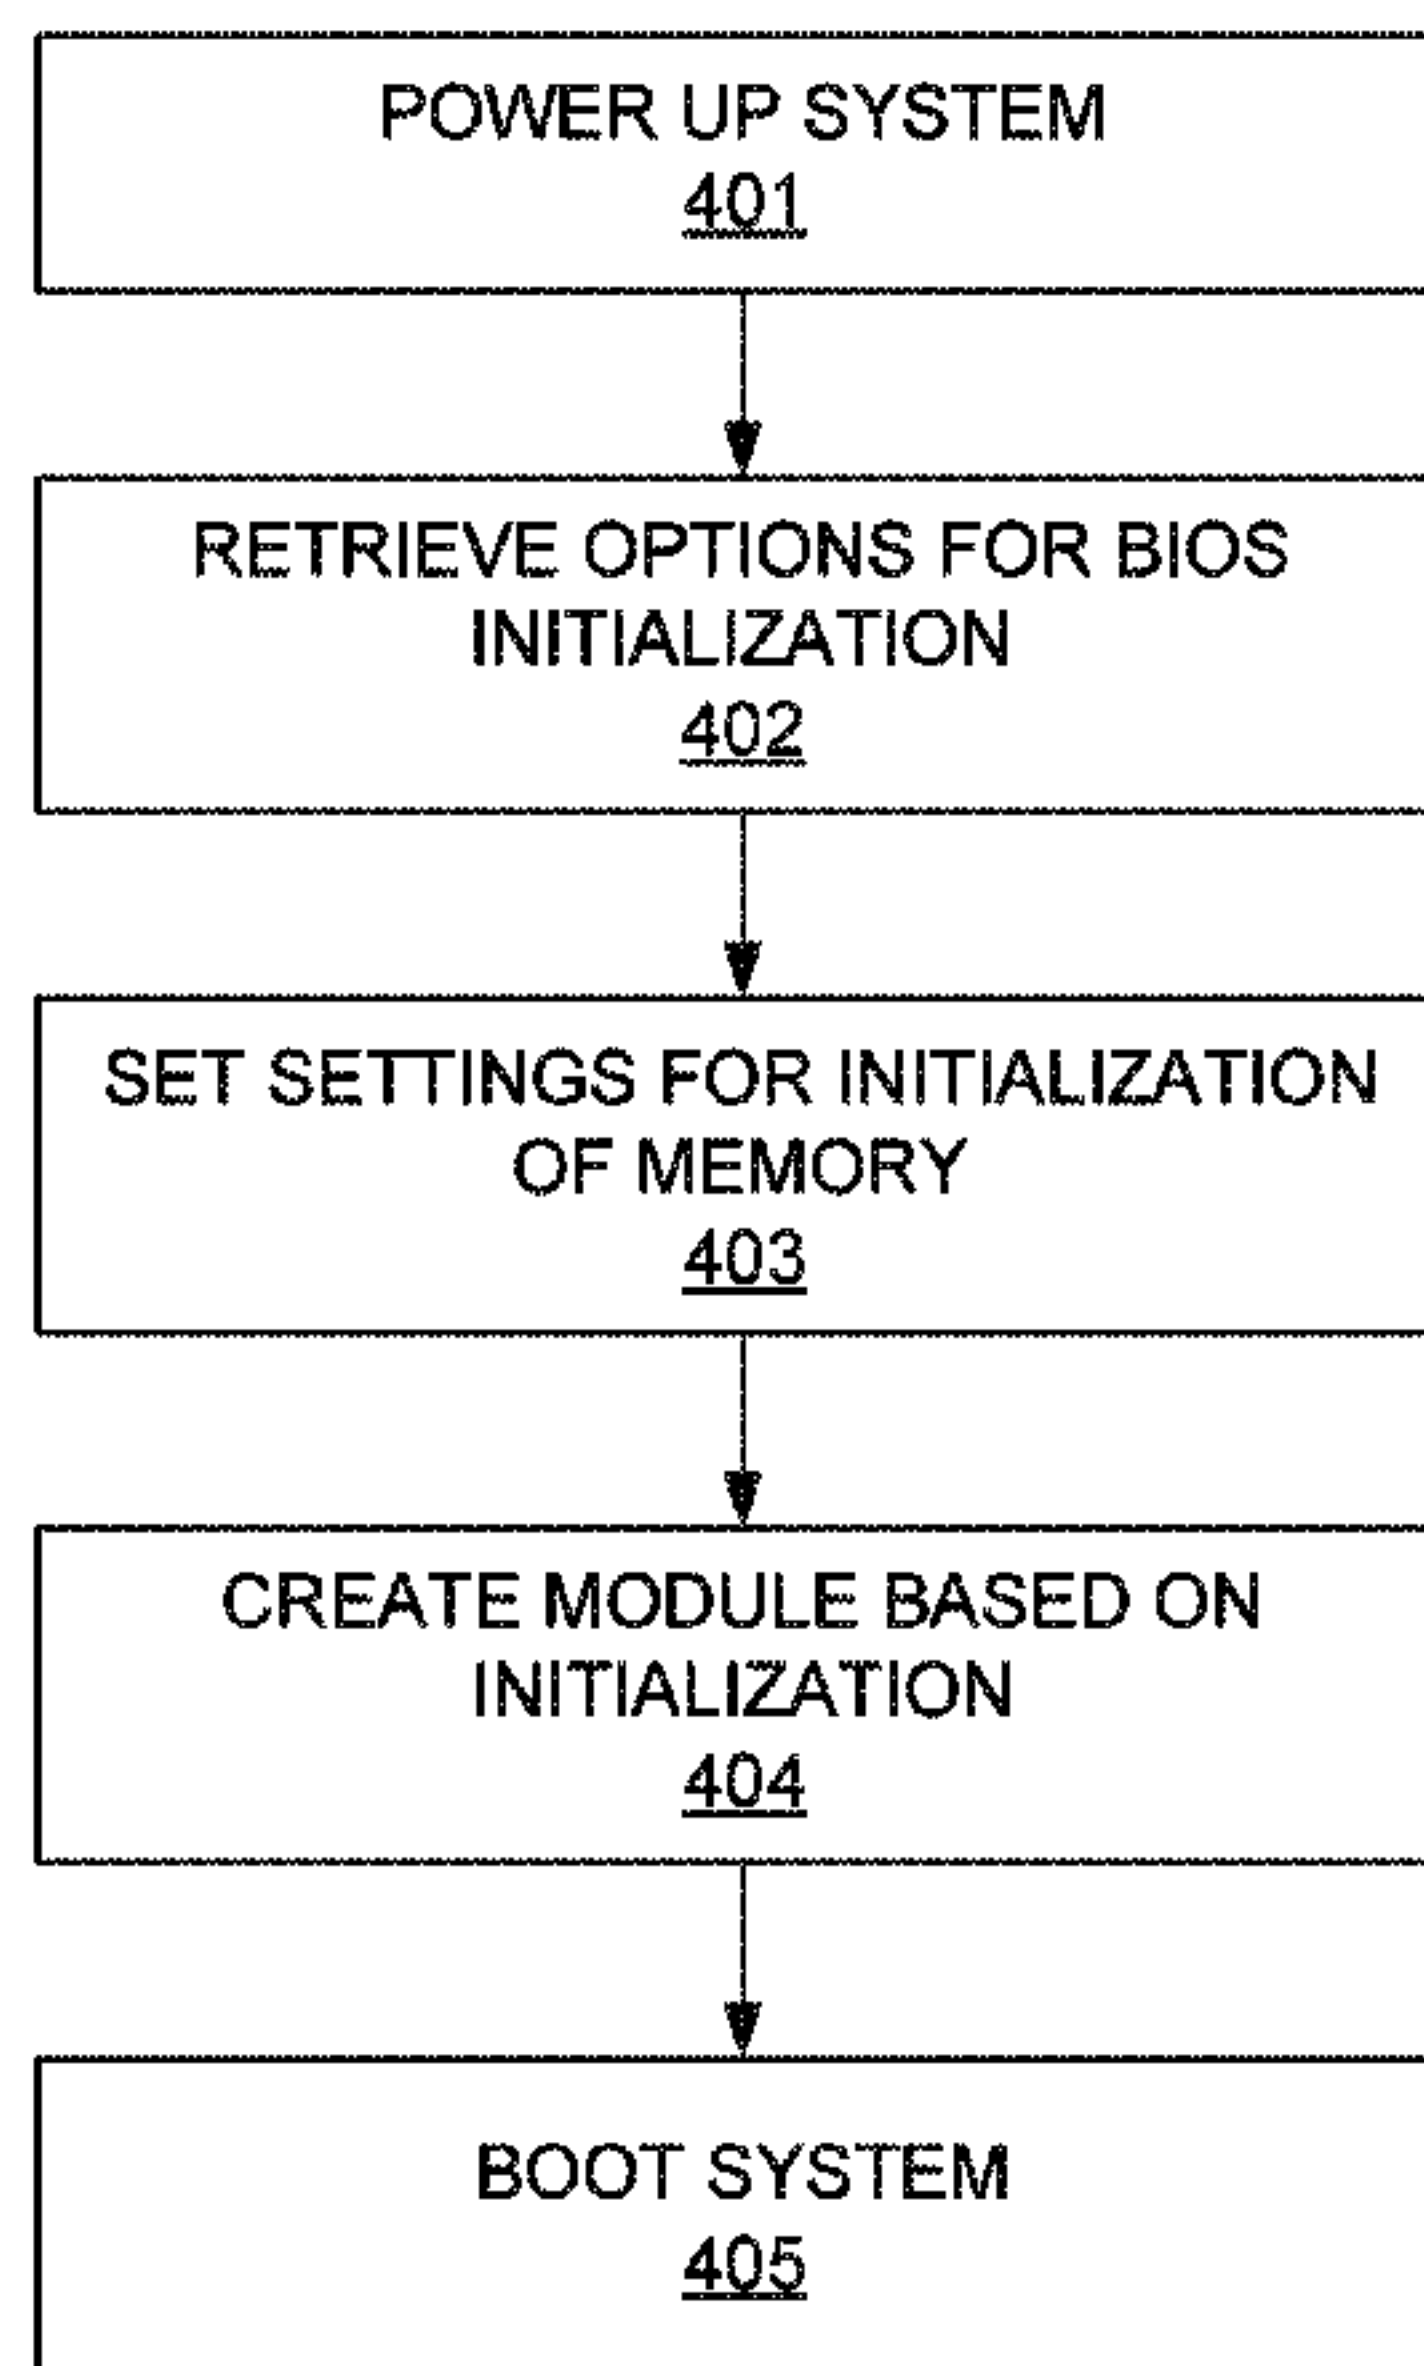 POWER UP SYSTEM
401
RETRIEVE OPTIONS FOR BIOS
INITIALIZATION
402
SET SETTINGS FOR INITIALIZATION
OF MEMORY
403
CREATE MODULE BASED ON
INITIALIZATION
404
BOOT SYSTEM
405